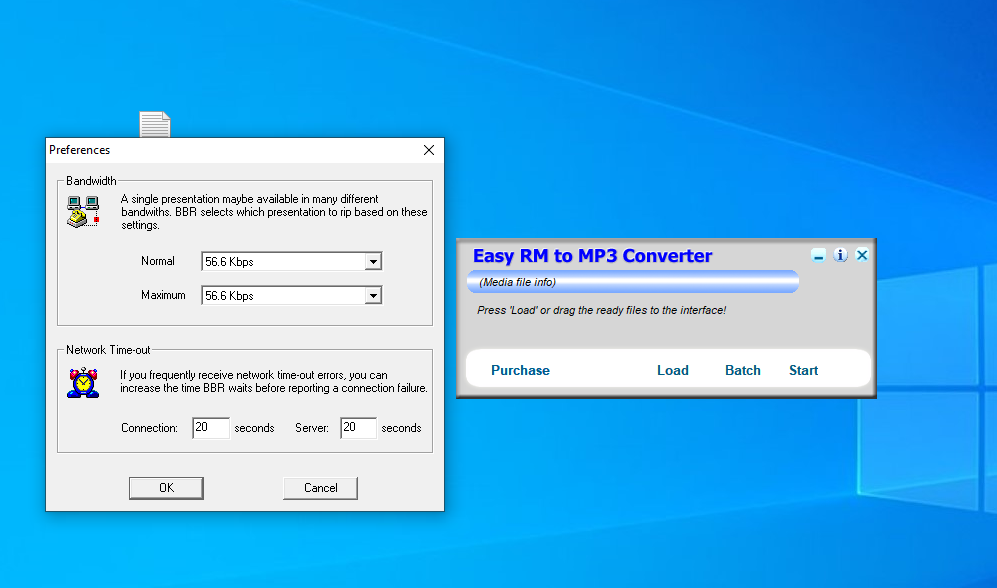 Preferences
Bandwidth
A single presentation maybe available in many different
bandwiths. BBR selects which presentation to rip based on these
settings.
Normal 56.6 Kbps
Maximum 56.6 Kbps
Network Time-out
If you frequently receive network time-out errors, you can
increase the time BBR waits before reporting a connection failure.
Connection: 20 seconds Server: 20 seconds
OK Cancel
Easy RM to MP3 Converter
(Media file info)
Press 'Load' or drag the ready files to the interface!
Purchase Load Batch Start